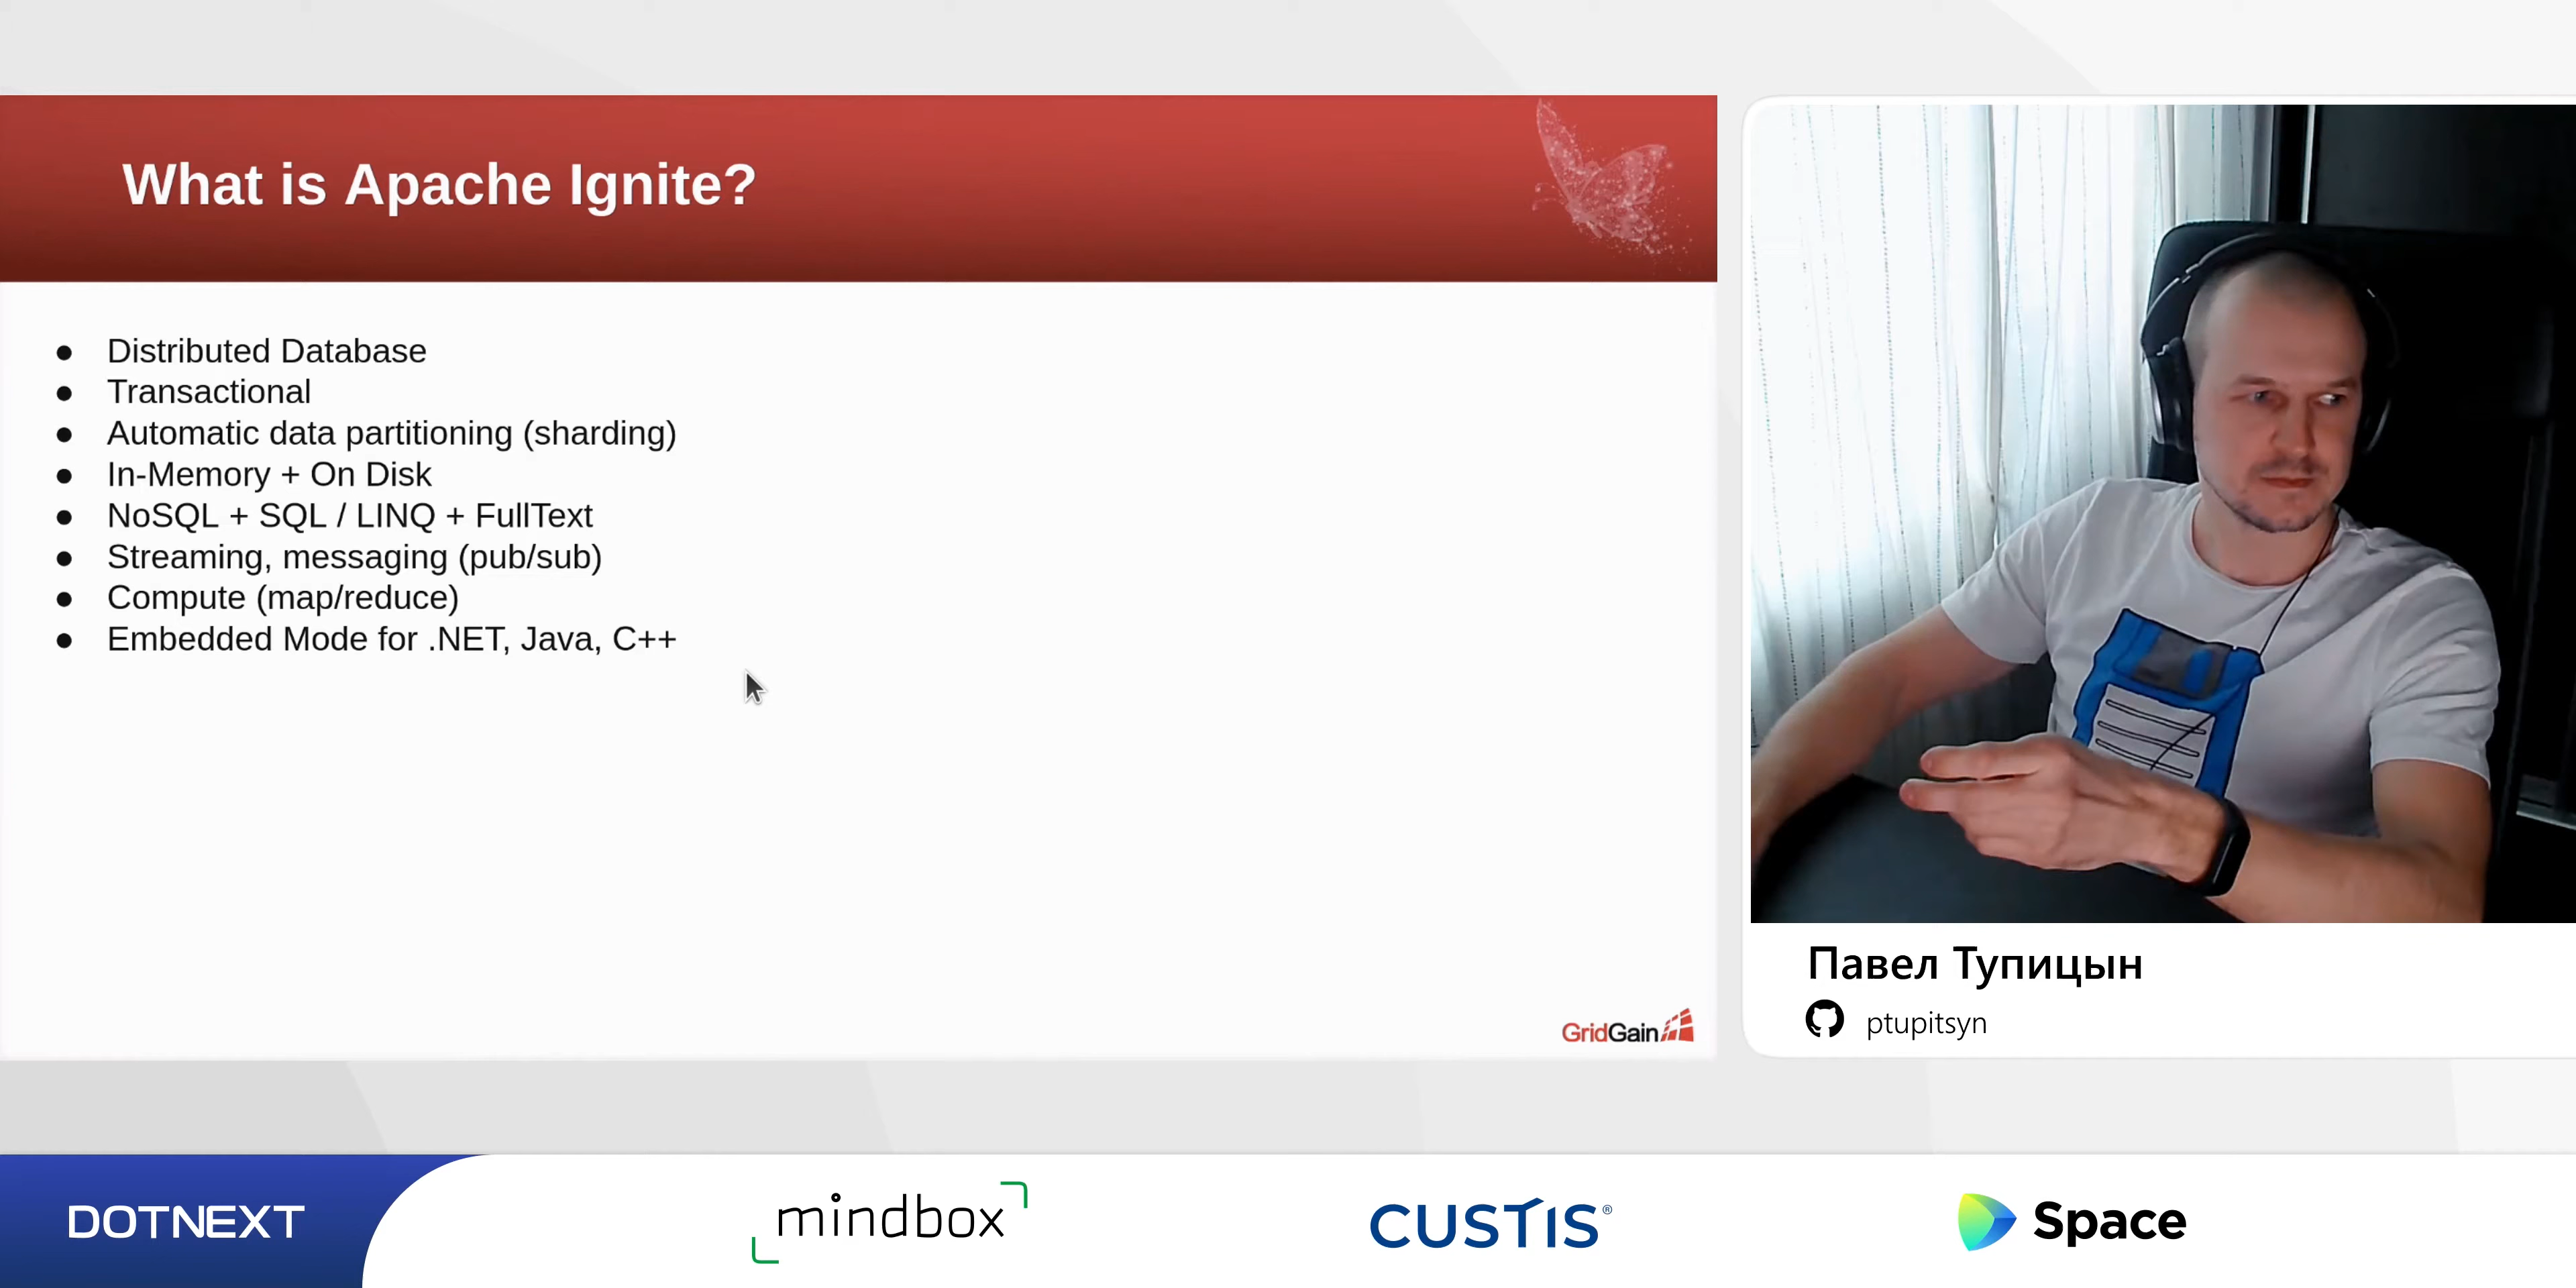 What is Apache Ignite?
● Distributed Database
● Transactional
● Automatic data partitioning (sharding)
● In-Memory + On Disk
● NoSQL + SQL / LINQ + FullText
● Streaming, messaging (pub/sub)
● Compute (map/reduce)
● Embedded Mode for .NET, Java, C++
GridGain
Павел Тупицын
ptupitsyn
DOTNEXT
mindbox
CUSTIS®
Space